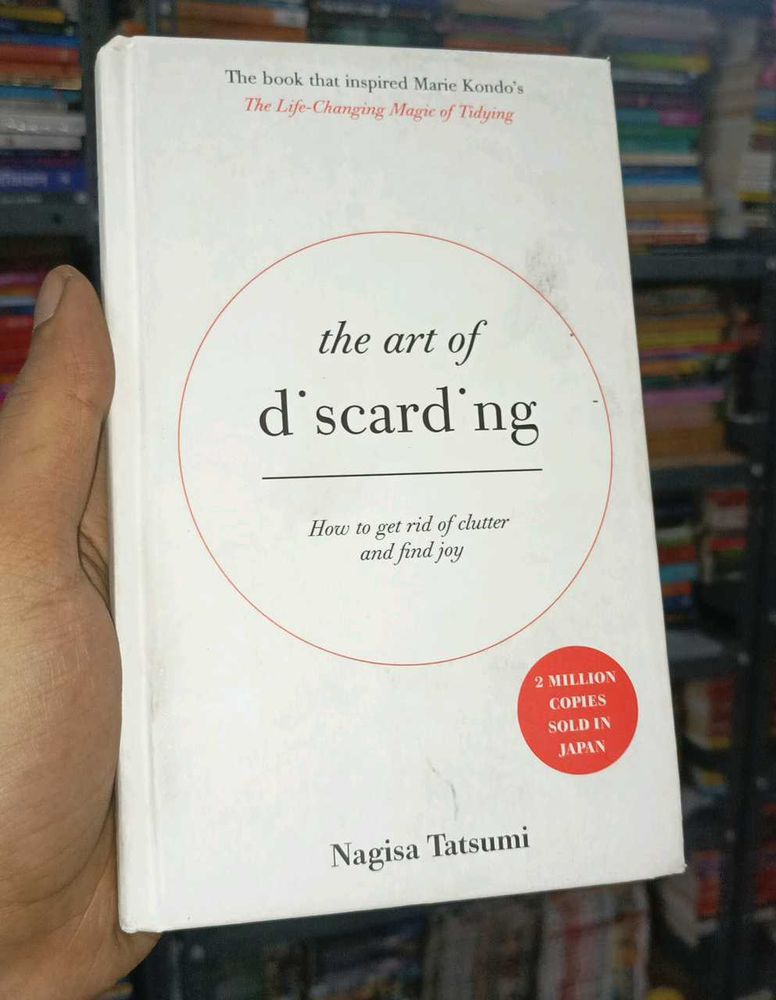 The book that inspired Marie Kondo's
The Life-Changing Magic of Tidying
the art of
d˙scard˙ng
How to get rid of clutter
and find joy
2 MILLION
COPIES
SOLD IN
JAPAN
Nagisa Tatsumi